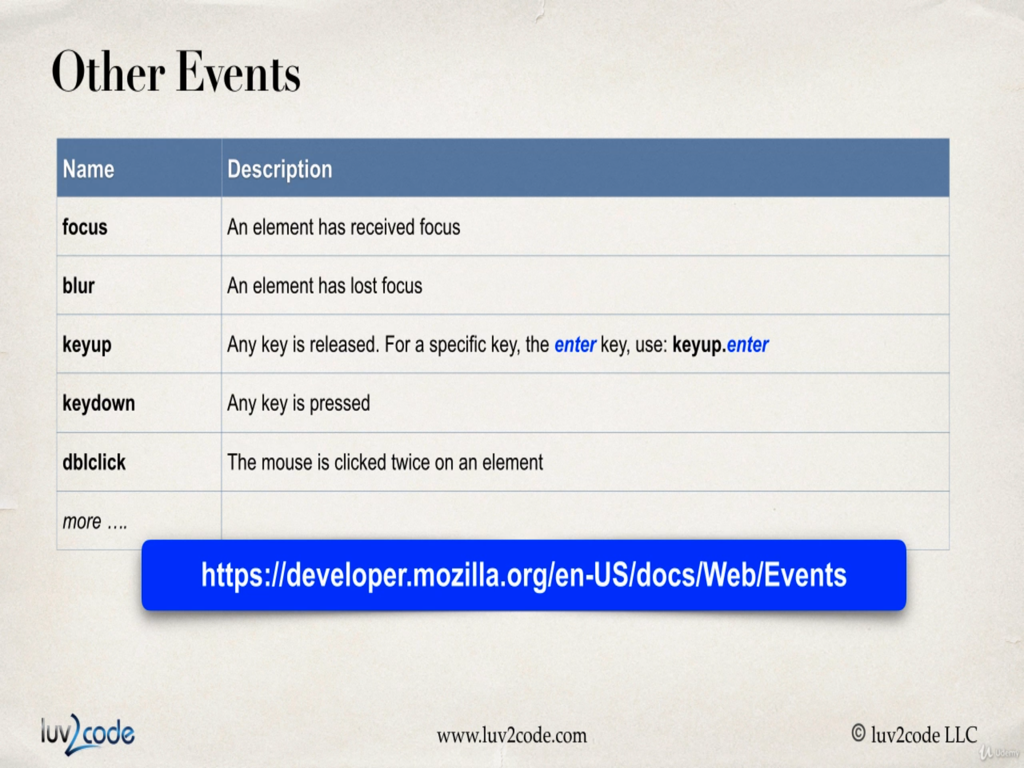 Other Events
Name Description
focus An element has received focus
blur An element has lost focus
keyup Any key is released. For a specific key, the enter key, use: keyup.enter
keydown Any key is pressed
dblclick The mouse is clicked twice on an element
more ....
https://developer.mozilla.org/en-US/docs/Web/Events
luv2code www.luv2code.com © luv2code LLC
Udemy